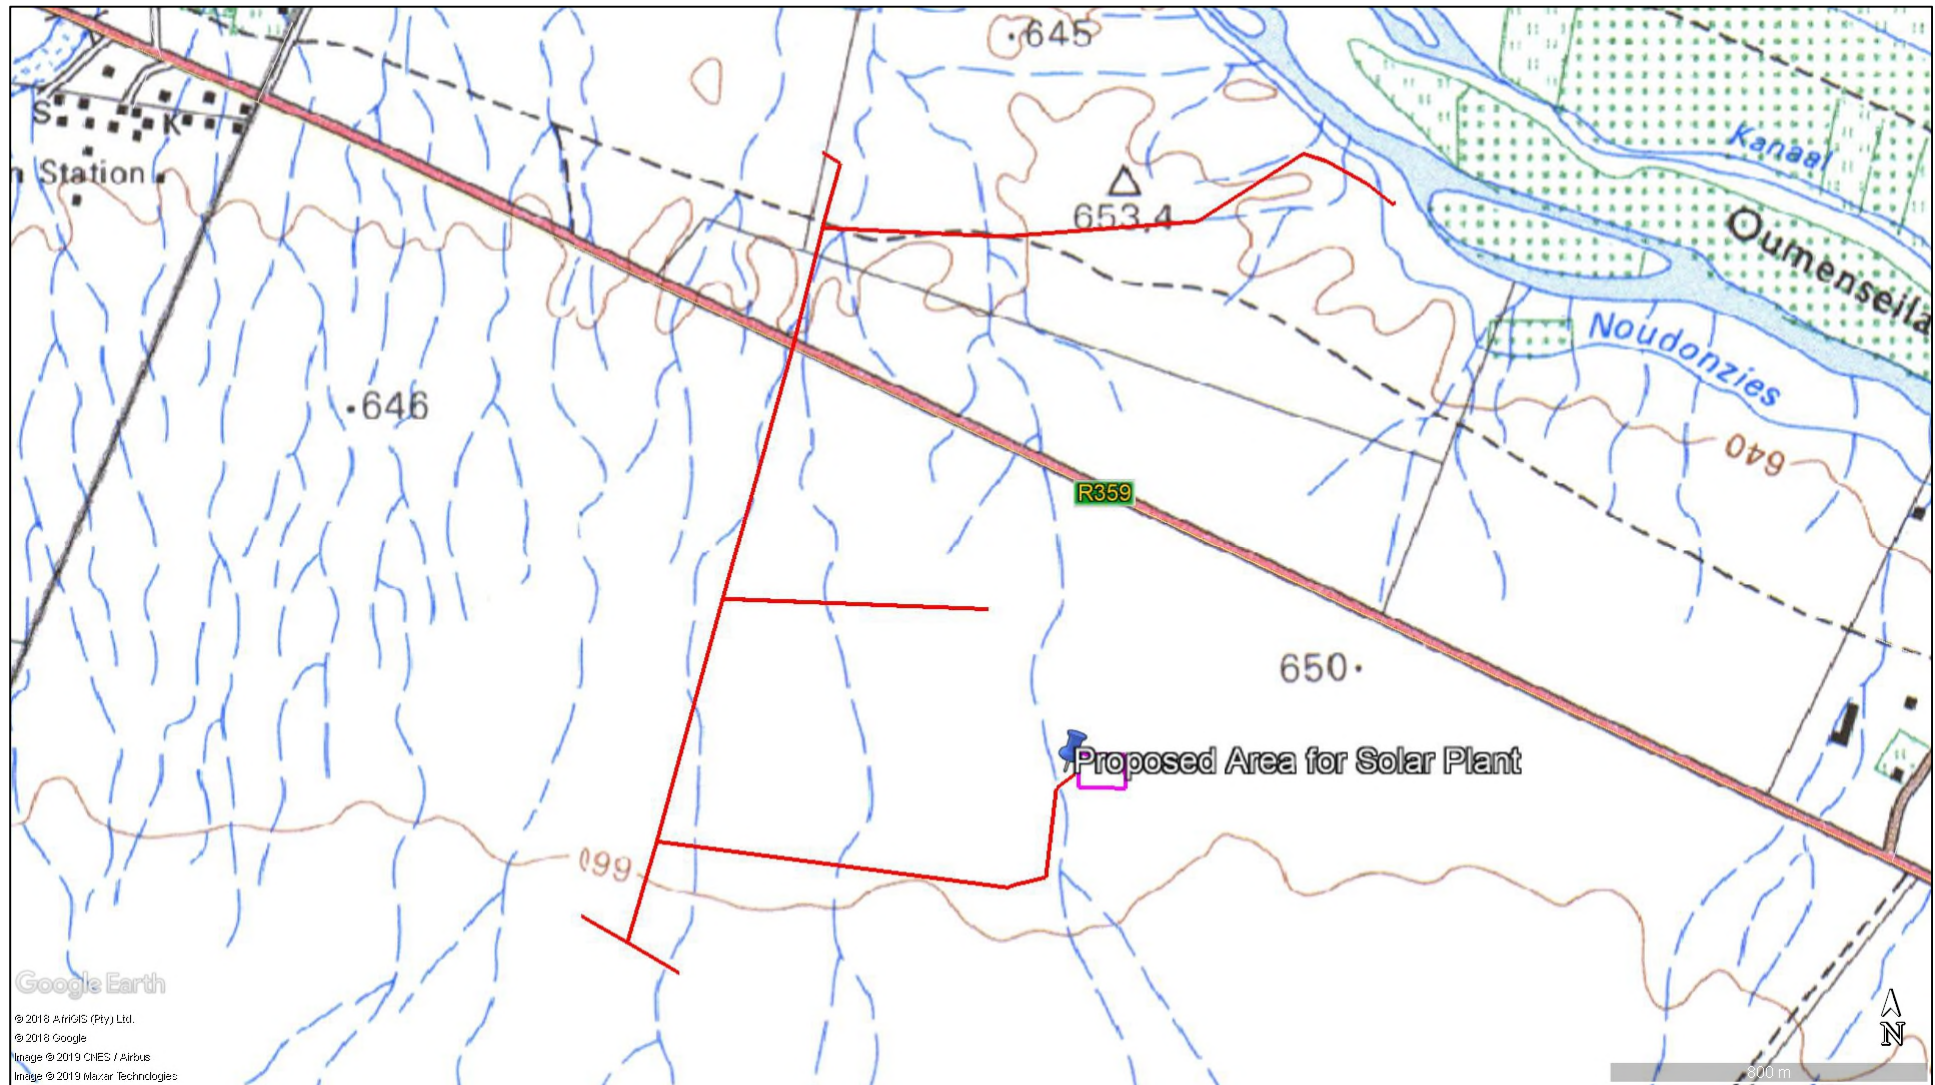 645
S
K
Kanaal
n Station
653,4
Oumenseila
Noudonzies
646
640
R359
650
Proposed Area for Solar Plant
660
Google Earth
© 2018 AfriGIS (Pty) Ltd.
© 2018 Google
Image © 2019 CNES / Airbus
Image © 2019 Maxar Technologies
N
800 m